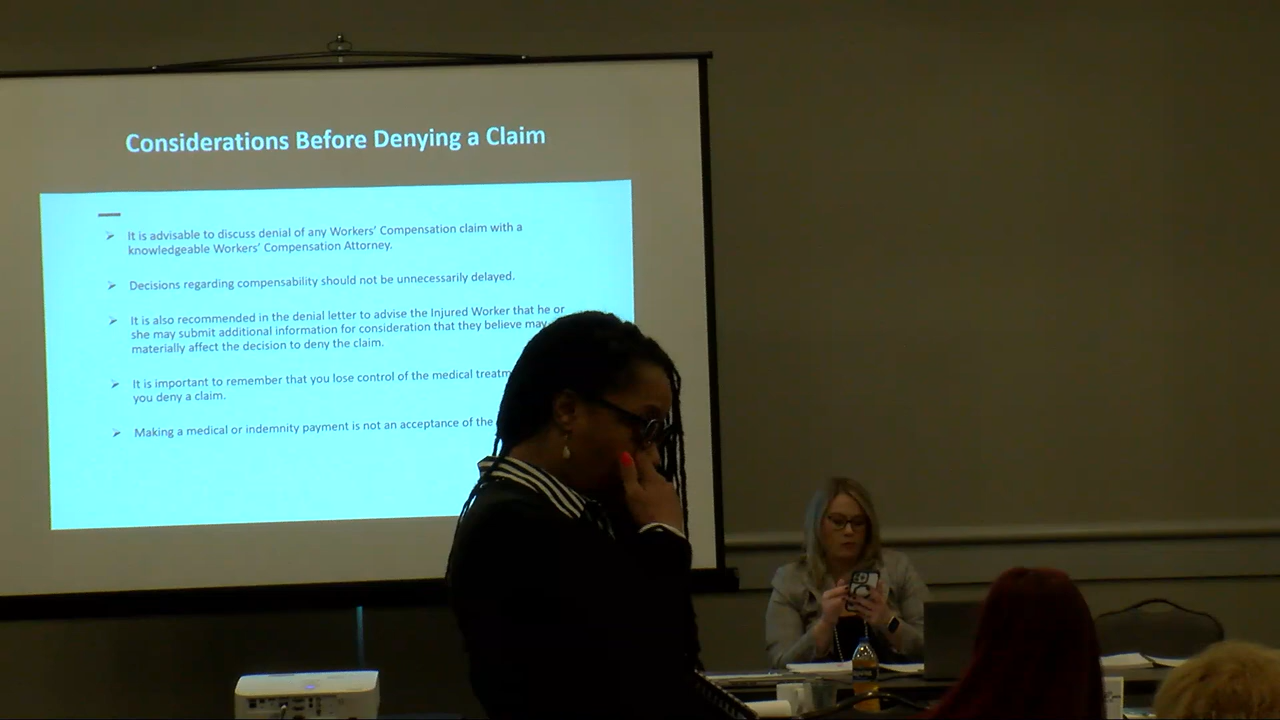 Considerations Before Denying a Claim
It is advisable to discuss denial of any Workers' Compensation claim with a
knowledgeable Workers' Compensation Attorney.
Decisions regarding compensability should not be unnecessarily delayed.
It is also recommended in the denial letter to advise the Injured Worker that he or
she may submit additional information for consideration that they believe may
materially affect the decision to deny the claim.
It is important to remember that you lose control of the medical
you deny a claim.
Making a medical or indemnity payment is not an acceptance of the